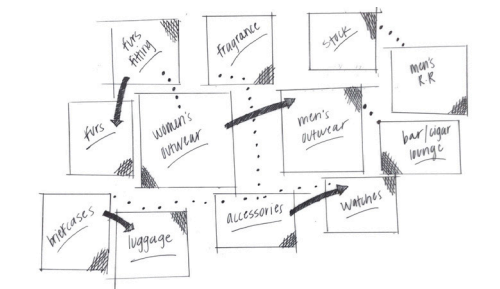 furs
fitting
fragrance
stock
men's
R.R
furs
women's
outwear
men's
outwear
bar/cigar
lounge
briefcases
luggage
accessories
watches